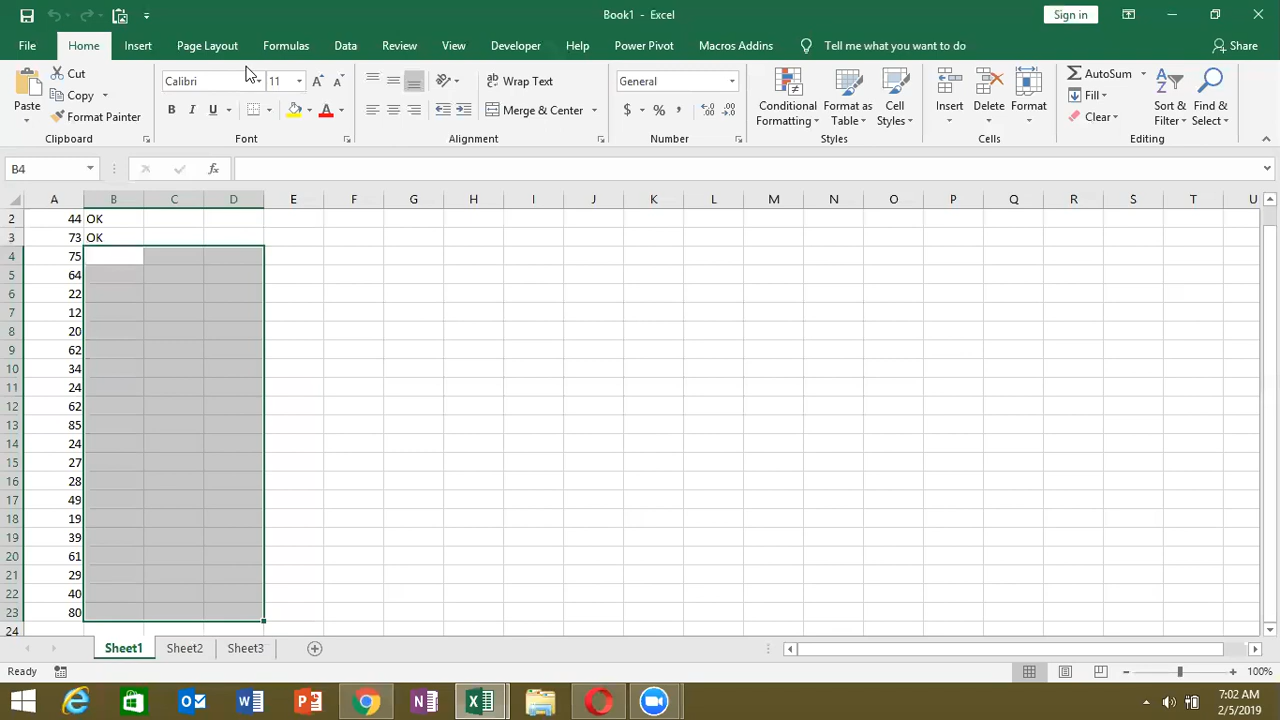 Book1 - Excel
Sign in
File Home Insert Page Layout Formulas Data Review View Developer Help Power Pivot Macros Addins Tell me what you want to do Share
Paste
Cut
Copy
Format Painter
Clipboard
Calibri 11
B I U A
Font
Wrap Text
Merge & Center
Alignment
General
$ % ,
Number
Conditional Formatting
Format as Table
Cell Styles
Styles
Insert Delete Format
Cells
AutoSum
Fill
Clear
Sort & Filter
Find & Select
Editing
B4 fx
A B C D E F G H I J K L M N O P Q R S T U
2 44 OK
3 73 OK
4 75
5 64
6 22
7 12
8 20
9 62
10 34
11 24
12 62
13 85
14 24
15 27
16 28
17 49
18 19
19 39
20 61
21 29
22 40
23 80
24
Sheet1 Sheet2 Sheet3
Ready 100%
7:02 AM
2/5/2019